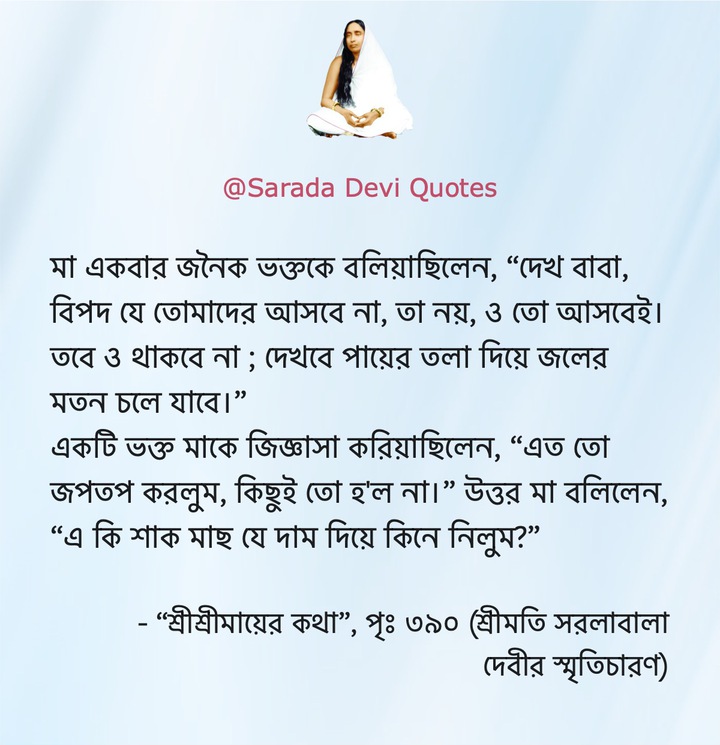 @Sarada Devi Quotes
মা একবার জনৈক ভক্তকে বলিয়াছিলেন, “দেখ বাবা,
বিপদ যে তোমাদের আসবে না, তা নয়, ও তো আসবেই।
তবে ও থাকবে না ; দেখবে পায়ের তলা দিয়ে জলের
মতন চলে যাবে।”
একটি ভক্ত মাকে জিজ্ঞাসা করিয়াছিলেন, “এত তো
জপতপ করলুম, কিছুই তো হ'ল না।” উত্তর মা বলিলেন,
“এ কি শাক মাছ যে দাম দিয়ে কিনে নিলুম?”
- “শ্রীশ্রীমায়ের কথা”, পৃঃ ৩৯০ (শ্রীমতি সরলাবালা
দেবীর স্মৃতিচারণ)